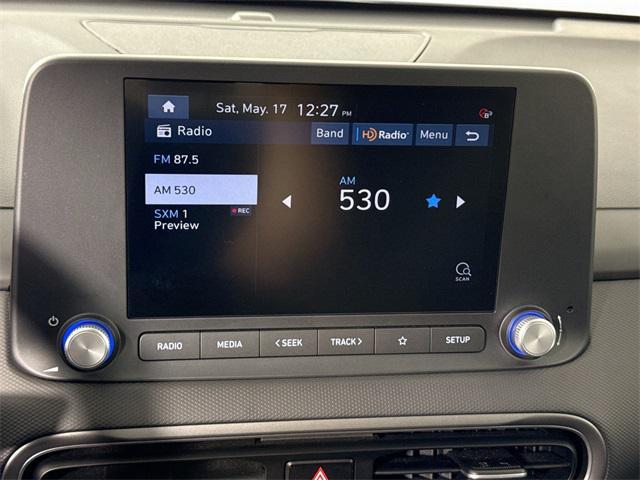 Sat, May. 17 12:27 PM
Radio Band HD Radio Menu
FM 87.5
AM 530
SXM 1 REC
Preview
AM
530
SCAN
RADIO MEDIA < SEEK TRACK > SETUP